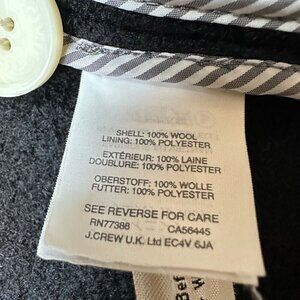 SHELL: 100% WOOL
LINING: 100% POLYESTER
EXTÉRIEUR: 100% LAINE
DOUBLURE: 100% POLYESTER
OBERSTOFF: 100% WOLLE
FUTTER: 100% POLYESTER
SEE REVERSE FOR CARE
RN77388 CA56445
J.CREW U.K. Ltd EC4V 6JA